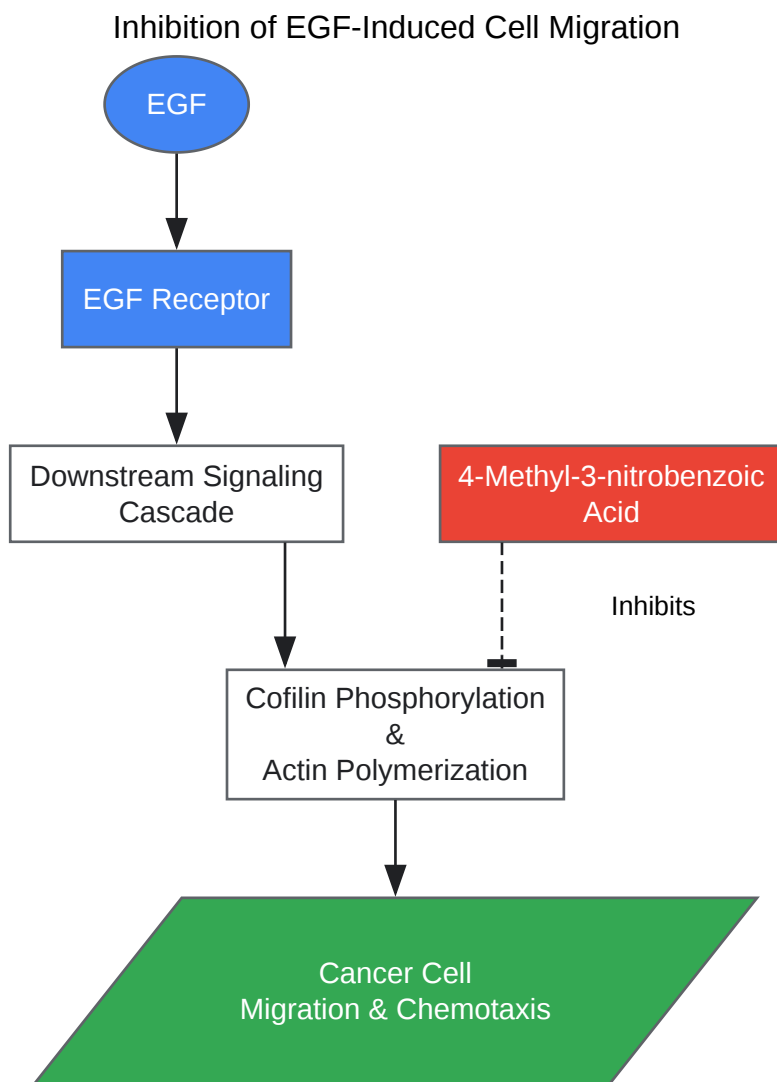 Inhibition of EGF-Induced Cell Migration
EGF
EGF Receptor
Downstream Signaling
Cascade
4-Methyl-3-nitrobenzoic
Acid
Inhibits
Cofilin Phosphorylation
&
Actin Polymerization
Cancer Cell
Migration & Chemotaxis